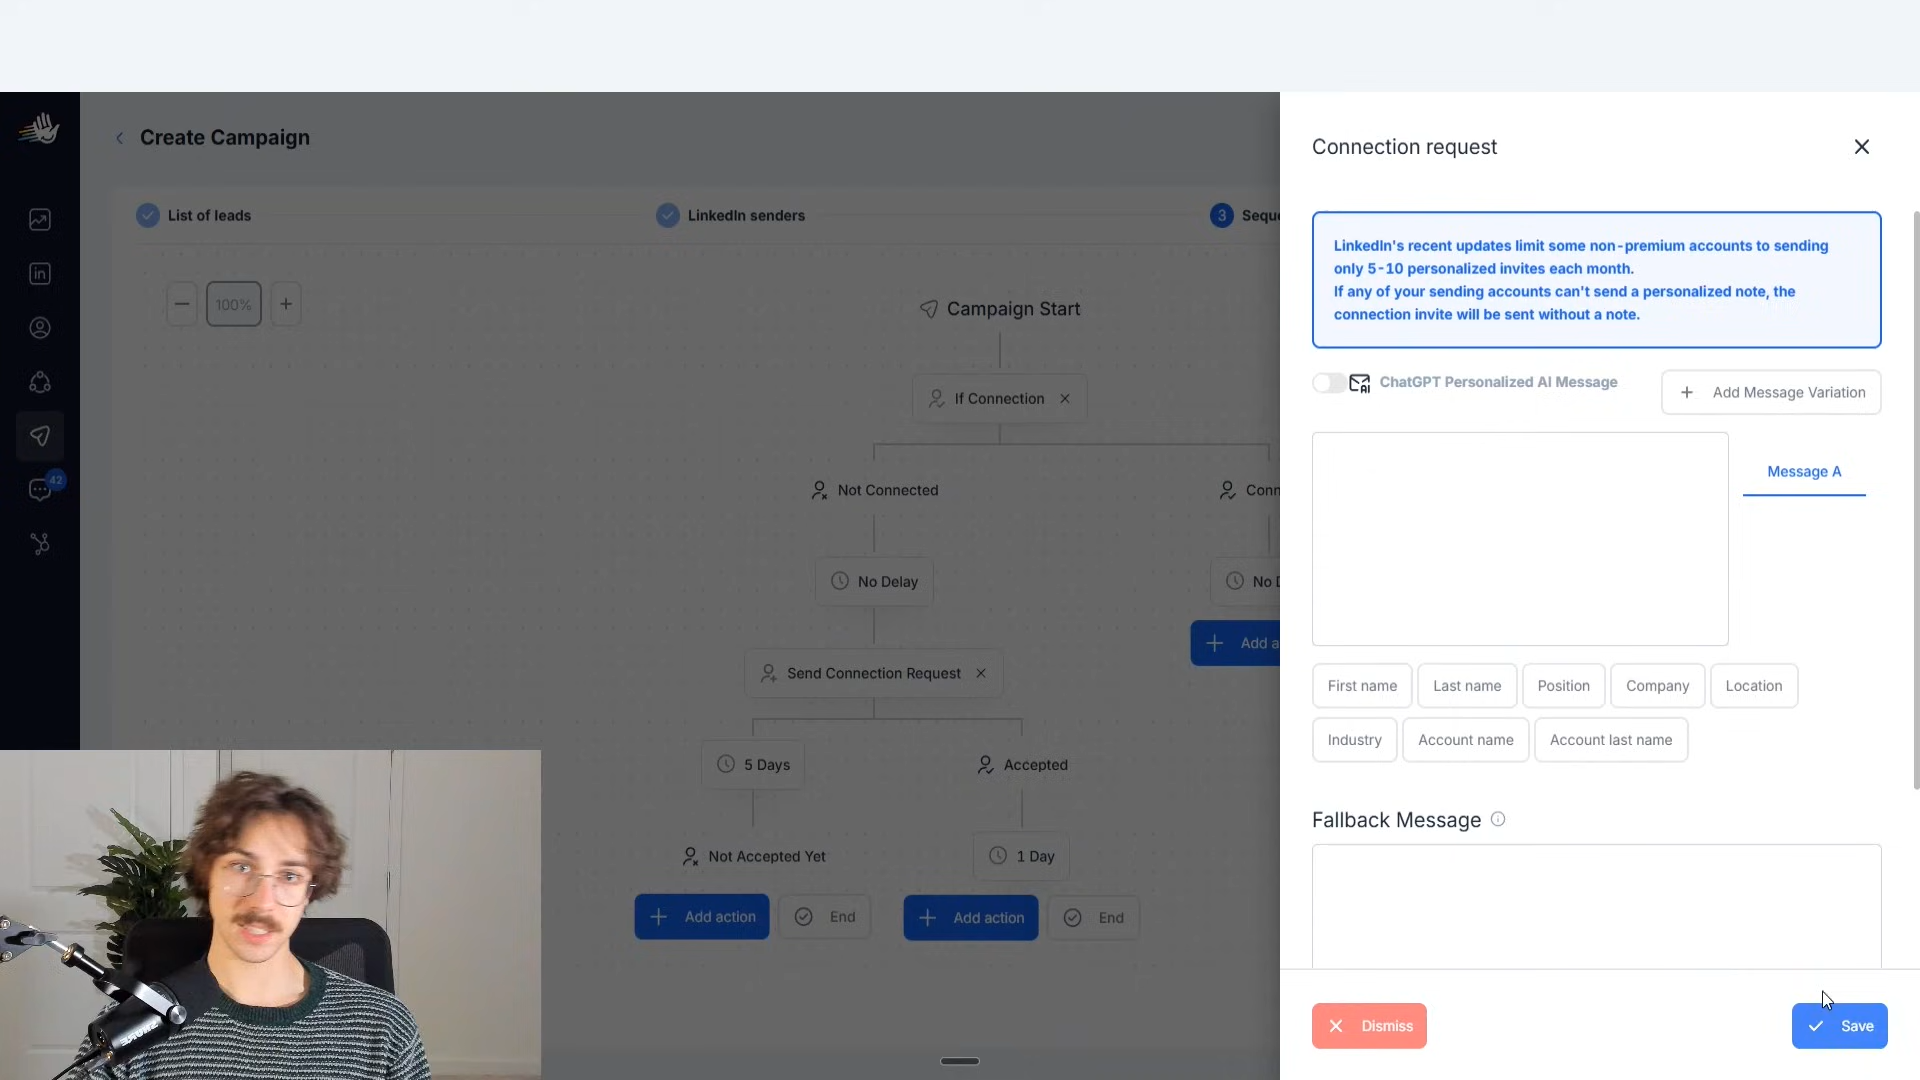 Create Campaign
List of leads
LinkedIn senders
3 Sequ
100%
Campaign Start
If Connection
Not Connected
Conn
No Delay
No D
Add a
Send Connection Request
5 Days
Accepted
Not Accepted Yet
1 Day
Add action
End
Add action
End
42
Connection request
LinkedIn's recent updates limit some non-premium accounts to sending
only 5-10 personalized invites each month.
If any of your sending accounts can't send a personalized note, the
connection invite will be sent without a note.
AI
ChatGPT Personalized AI Message
Add Message Variation
Message A
First name
Last name
Position
Company
Location
Industry
Account name
Account last name
Fallback Message
Dismiss
Save